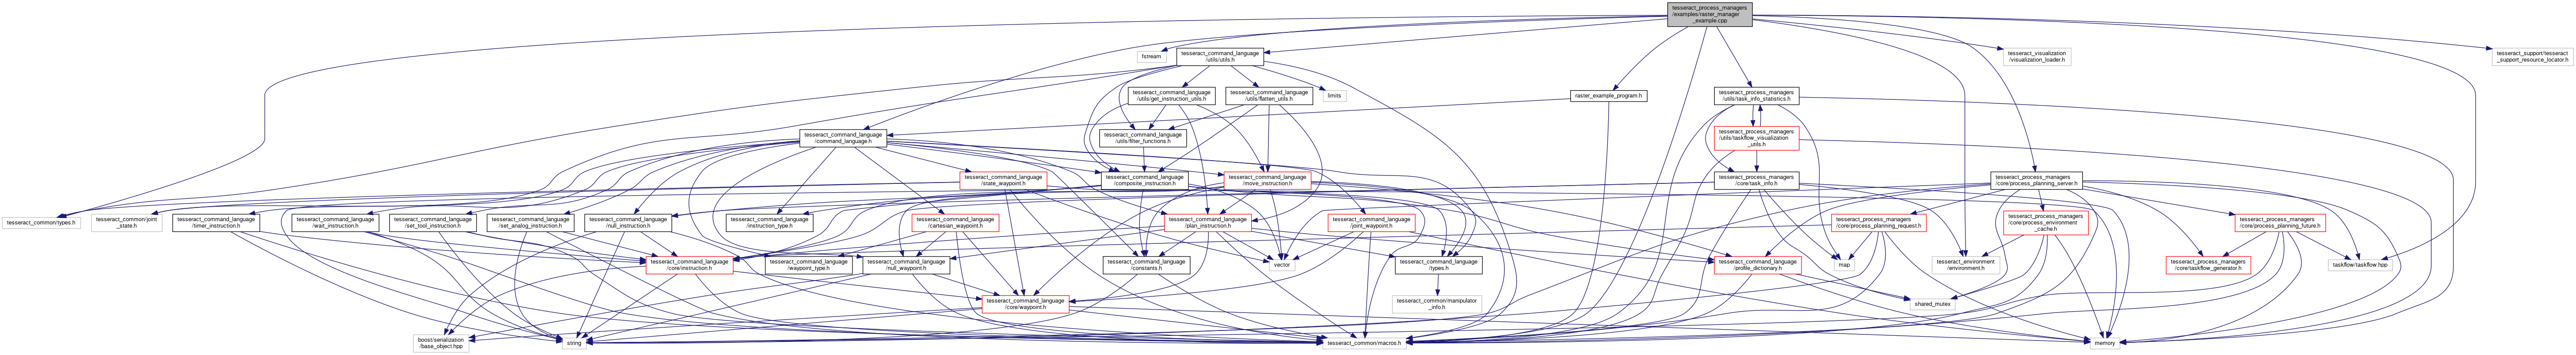 tesseract_process_managers
/examples/raster_manager
_example.cpp
fstream
tesseract_command_language
/utils/utils.h
tesseract_visualization
/visualization_loader.h
tesseract_support/tesseract
_support_resource_locator.h
tesseract_command_language
/utils/get_instruction_utils.h
tesseract_command_language
/utils/flatten_utils.h
limits
raster_example_program.h
tesseract_process_managers
/utils/task_info_statistics.h
tesseract_command_language
/command_language.h
tesseract_command_language
/utils/filter_functions.h
tesseract_process_managers
/utils/taskflow_visualization
_utils.h
tesseract_command_language
/state_waypoint.h
tesseract_command_language
/composite_instruction.h
tesseract_command_language
/move_instruction.h
tesseract_process_managers
/core/task_info.h
tesseract_process_managers
/core/process_planning_server.h
tesseract_common/types.h
tesseract_common/joint
_state.h
tesseract_command_language
/timer_instruction.h
tesseract_command_language
/wait_instruction.h
tesseract_command_language
/set_tool_instruction.h
tesseract_command_language
/set_analog_instruction.h
tesseract_command_language
/null_instruction.h
tesseract_command_language
/instruction_type.h
tesseract_command_language
/cartesian_waypoint.h
tesseract_command_language
/plan_instruction.h
tesseract_command_language
/joint_waypoint.h
tesseract_process_managers
/core/process_planning_request.h
tesseract_process_managers
/core/process_environment
_cache.h
tesseract_process_managers
/core/process_planning_future.h
tesseract_command_language
/core/instruction.h
tesseract_command_language
/waypoint_type.h
tesseract_command_language
/null_waypoint.h
tesseract_command_language
/constants.h
vector
tesseract_command_language
/types.h
tesseract_command_language
/profile_dictionary.h
map
tesseract_environment
/environment.h
tesseract_process_managers
/core/taskflow_generator.h
taskflow/taskflow.hpp
tesseract_command_language
/core/waypoint.h
tesseract_common/manipulator
_info.h
shared_mutex
boost/serialization
/base_object.hpp
string
tesseract_common/macros.h
memory